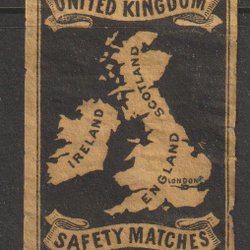 UNITED KINGDOM
SCOTLAND
IRELAND
ENGLAND
LONDON
SAFETY MATCHES